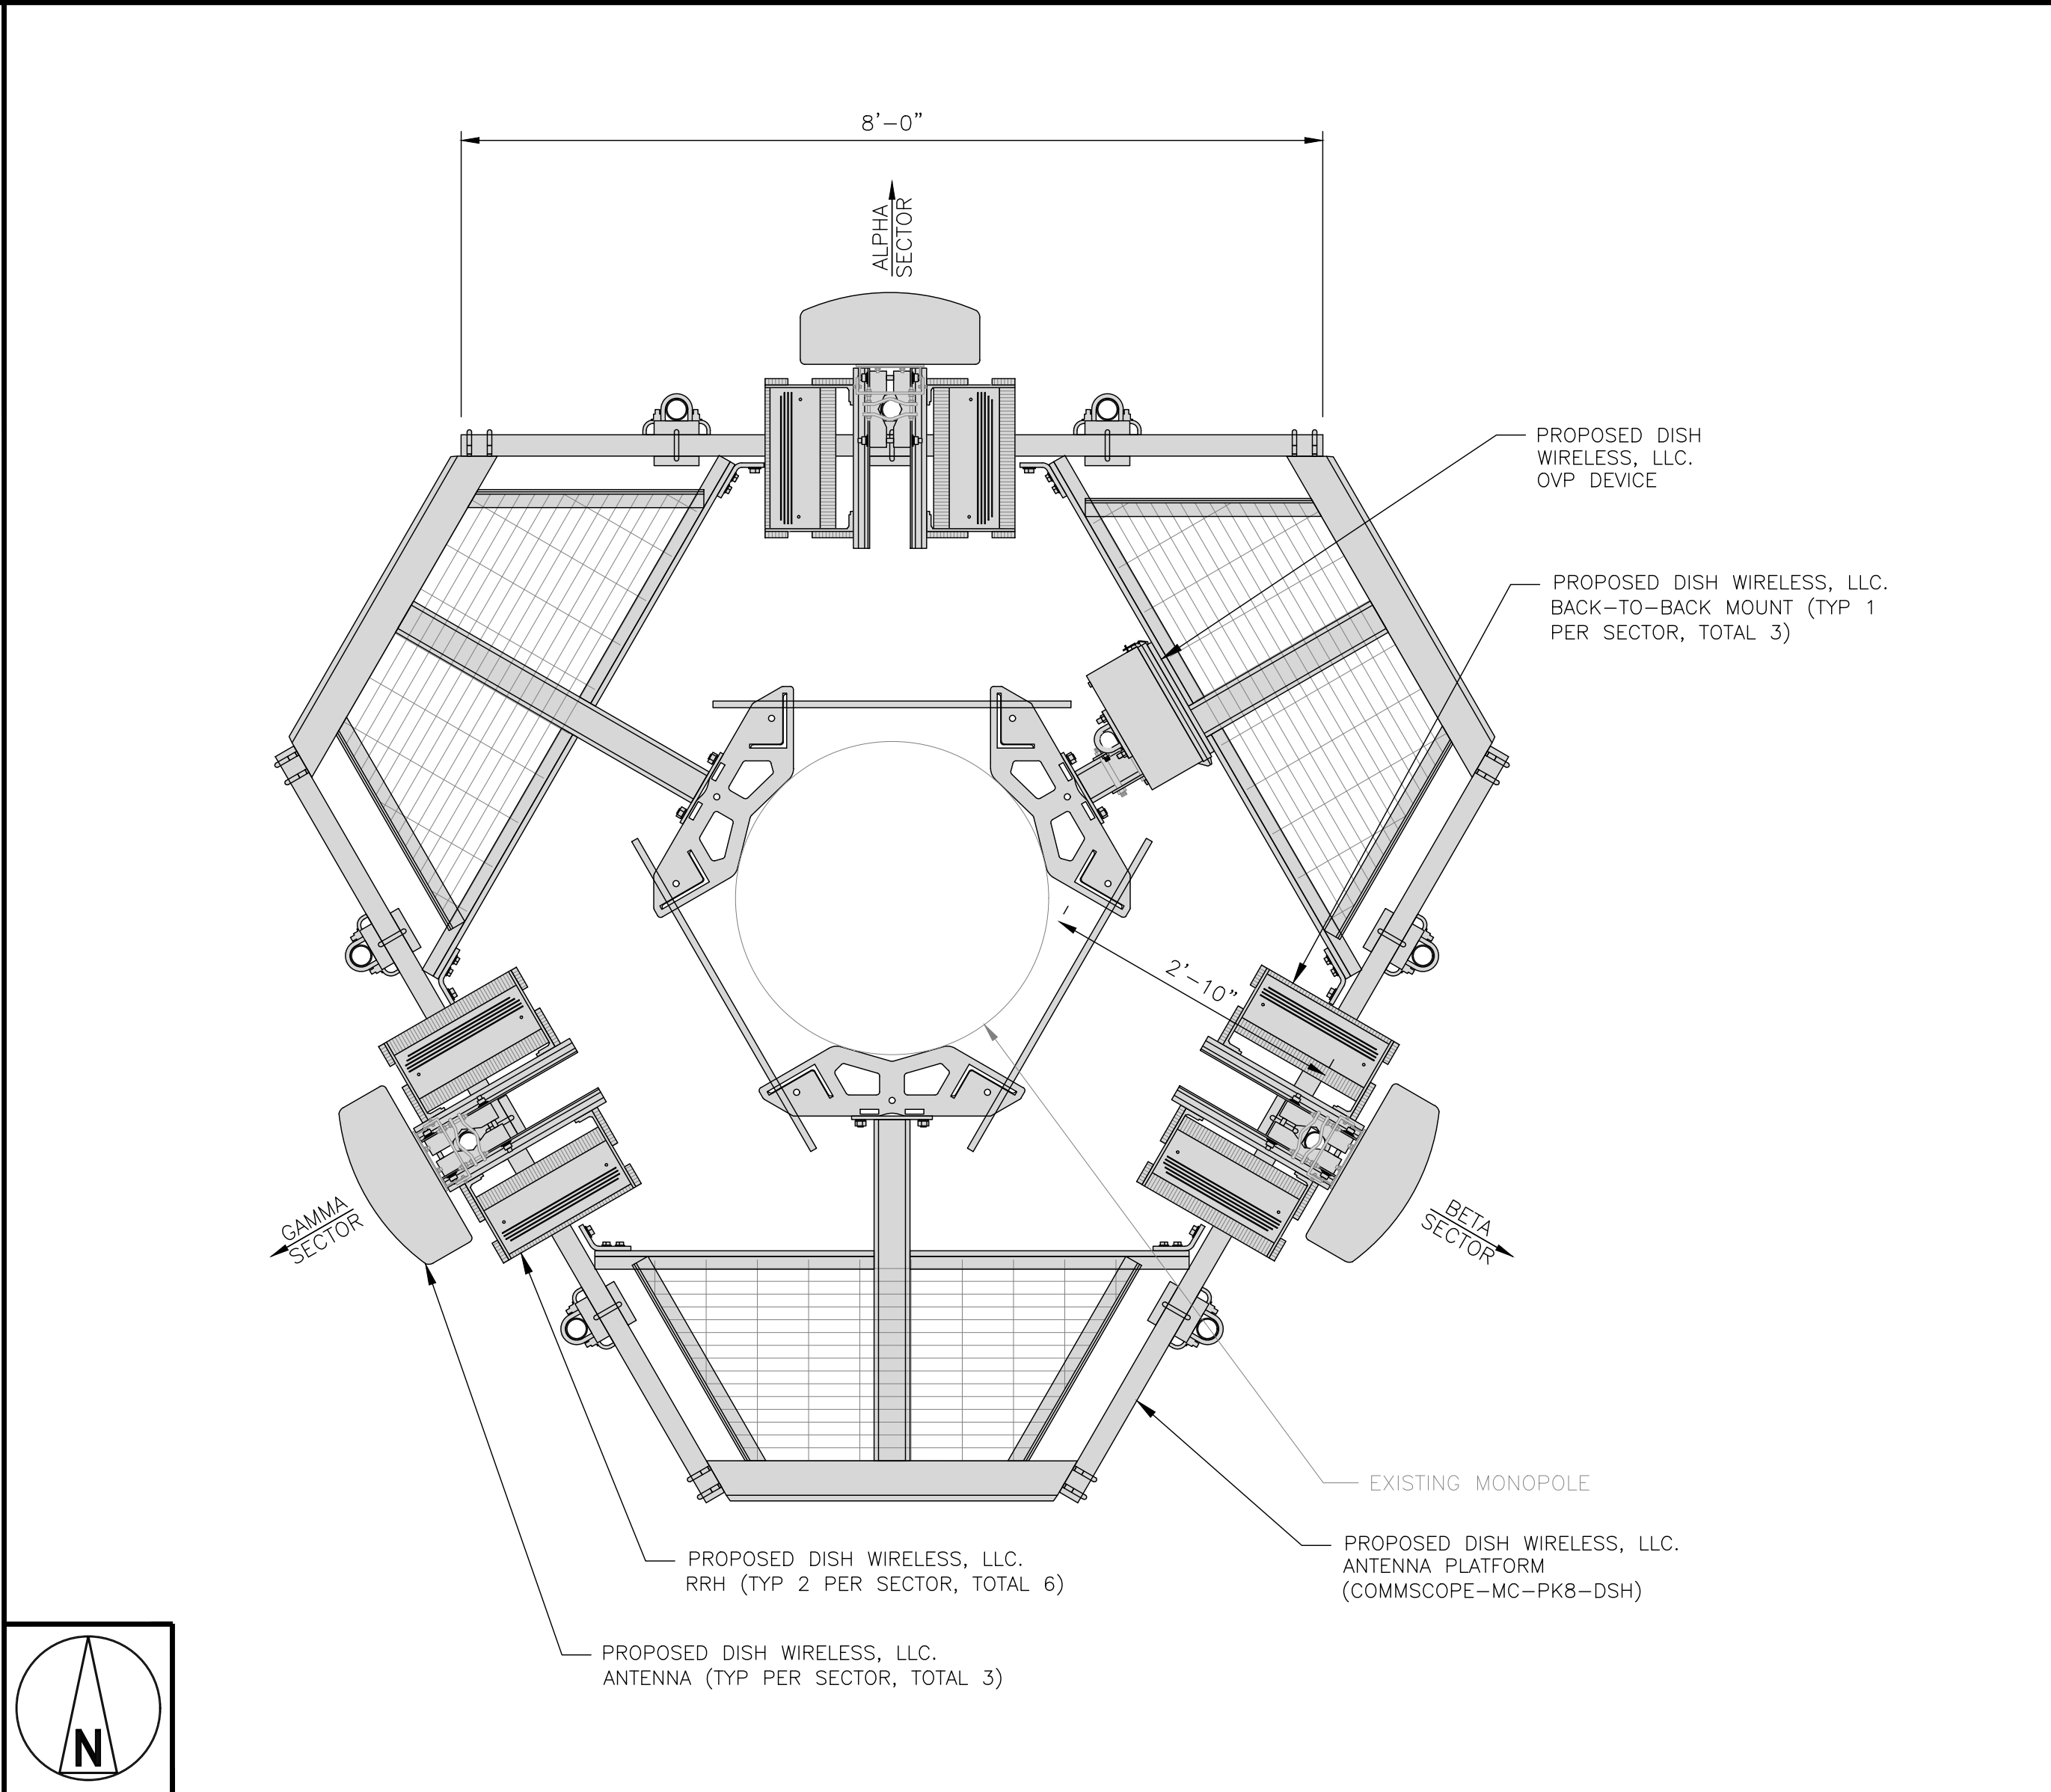 8'-0"
ALPHA
SECTOR
PROPOSED DISH
WIRELESS, LLC.
OVP DEVICE
PROPOSED DISH WIRELESS, LLC.
BACK-TO-BACK MOUNT (TYP 1
PER SECTOR, TOTAL 3)
2'-10"
GAMMA
SECTOR
BETA
SECTOR
EXISTING MONOPOLE
PROPOSED DISH WIRELESS, LLC.
ANTENNA PLATFORM
(COMMSCOPE-MC-PK8-DSH)
PROPOSED DISH WIRELESS, LLC.
RRH (TYP 2 PER SECTOR, TOTAL 6)
PROPOSED DISH WIRELESS, LLC.
ANTENNA (TYP PER SECTOR, TOTAL 3)
N